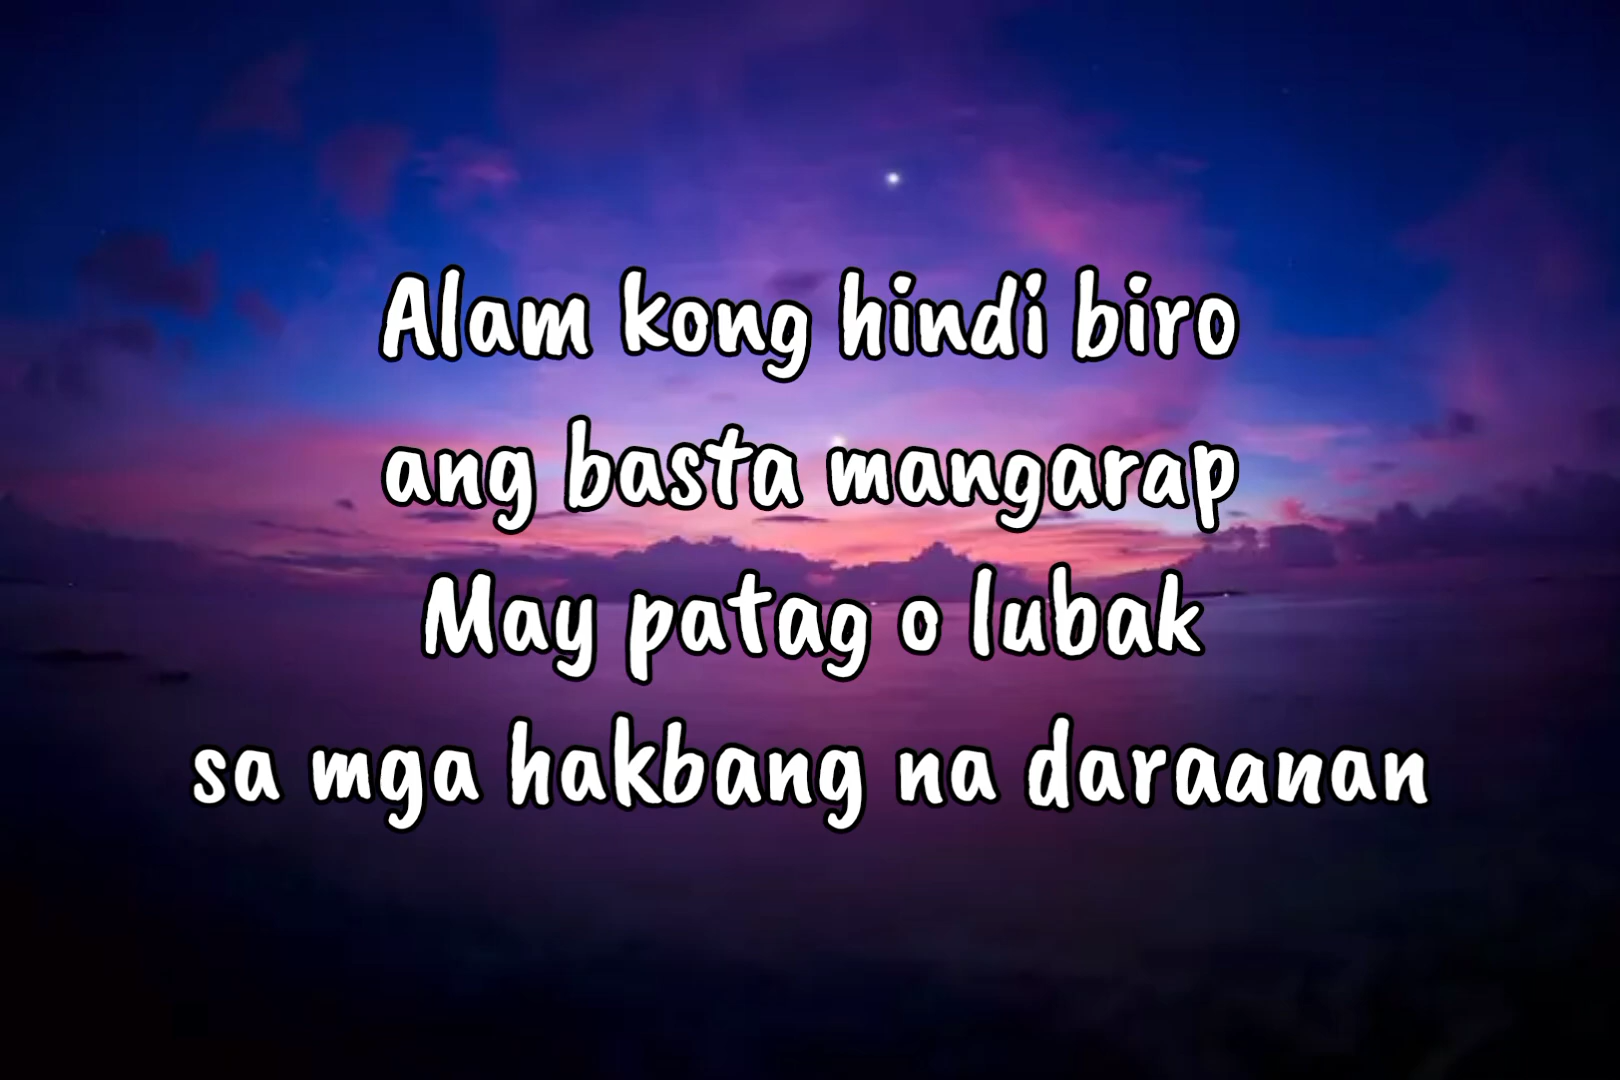 Alam kong hindi biro
ang basta mangarap
May patag o lubak
sa mga hakbang na daraanan